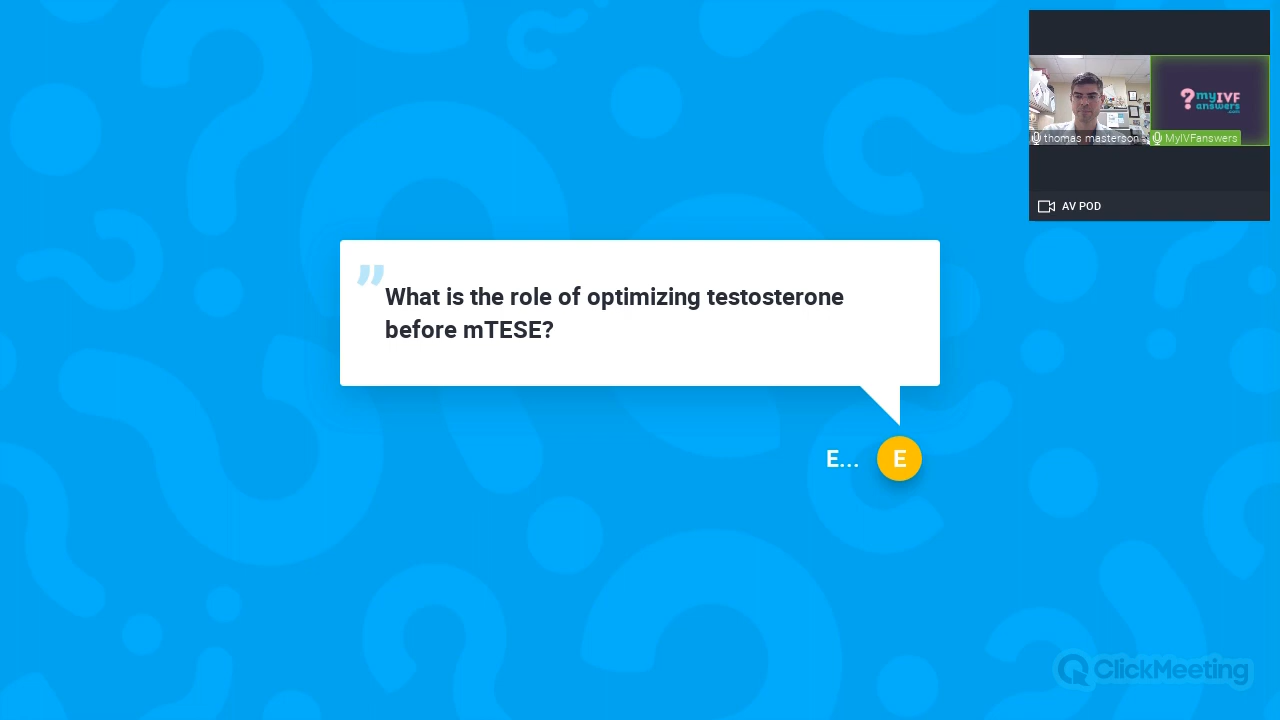 myIVF
answers
thomas masterson
MyIVFanswers
AV POD
What is the role of optimizing testosterone
before mTESE?
E...
E
ClickMeeting